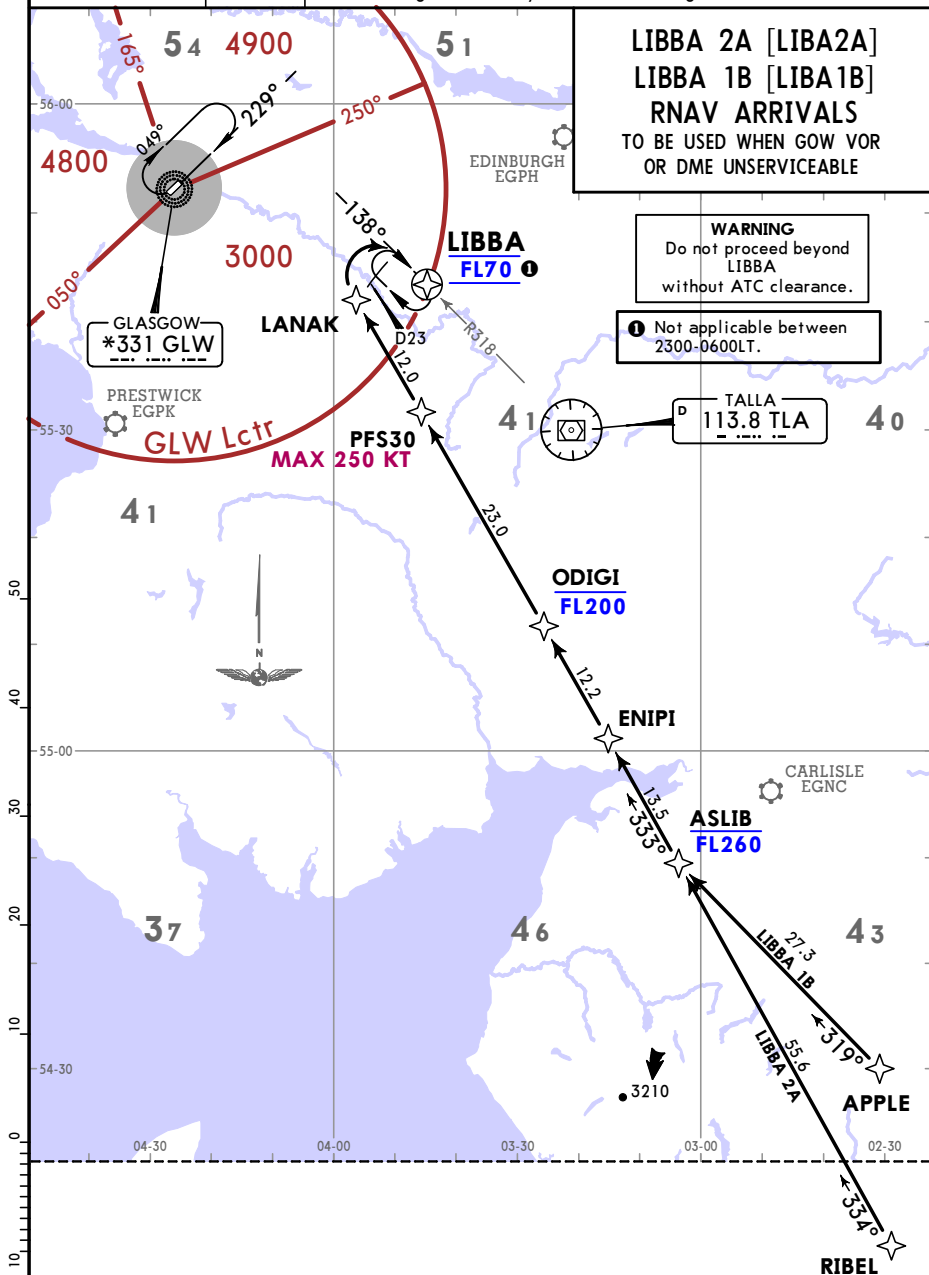 LIBBA 2A [LIBA2A]
LIBBA 1B [LIBA1B]
RNAV ARRIVALS
TO BE USED WHEN GOW VOR
OR DME UNSERVICEABLE
54
4900
51
165°
56-00
049°
229°
250°
4800
EDINBURGH
EGPH
WARNING
Do not proceed beyond
LIBBA
without ATC clearance.
138°
LIBBA
FL70 ❶
3000
050°
❶ Not applicable between
2300-0600LT.
GLASGOW
*331 GLW
LANAK
D23
R318
12.0
PRESTWICK
EGPK
TALLA
D
113.8 TLA
41
40
55-30
GLW Lctr
PFS30
MAX 250 KT
41
23.0
ODIGI
FL200
50
N
12.2
40
ENIPI
55-00
CARLISLE
EGNC
30
13.5
333°
ASLIB
FL260
20
37
46
43
27.3
LIBBA 1B
10
319°
55.6
LIBBA 2A
54-30
3210
APPLE
0
04-30
04-00
03-30
03-00
02-30
334°
10
RIBEL